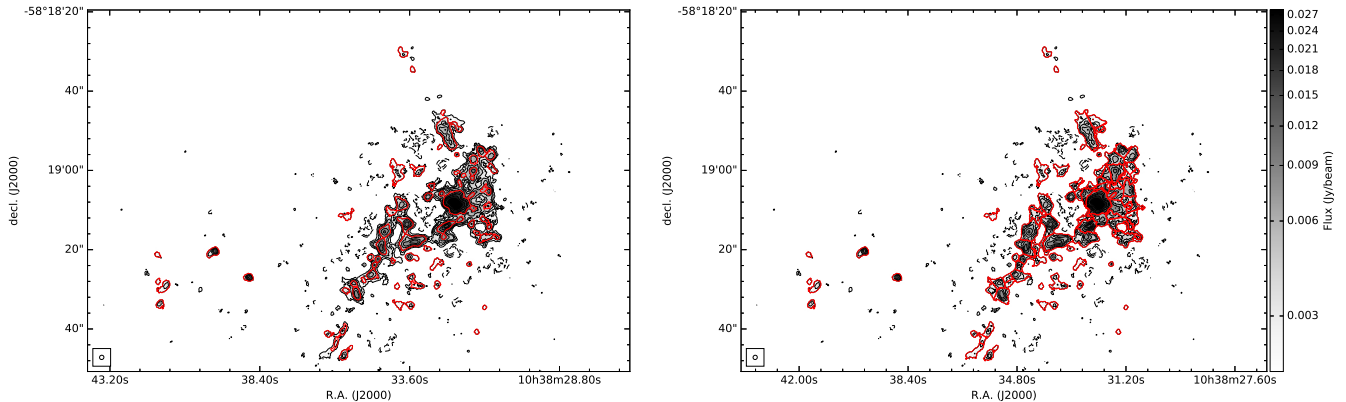 -58°18'20"
40"
19'00"
20"
40"
decl. (J2000)
43.20s 38.40s 33.60s 10h38m28.80s
R.A. (J2000)
-58°18'20"
40"
19'00"
20"
40"
decl. (J2000)
42.00s 38.40s 34.80s 31.20s 10h38m27.60s
R.A. (J2000)
0.027
0.024
0.021
0.018
0.015
0.012
0.009
0.006
0.003
Flux (Jy/beam)